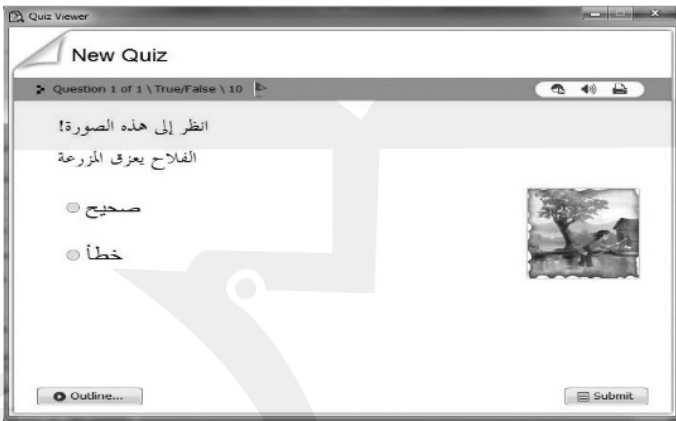 Quiz Viewer
New Quiz
Question 1 of 1 \ True/False \ 10
انظر إلى هذه الصورة!
الفلاح يعزق المزرعة
صحيح
خطأ
Outline...
Submit